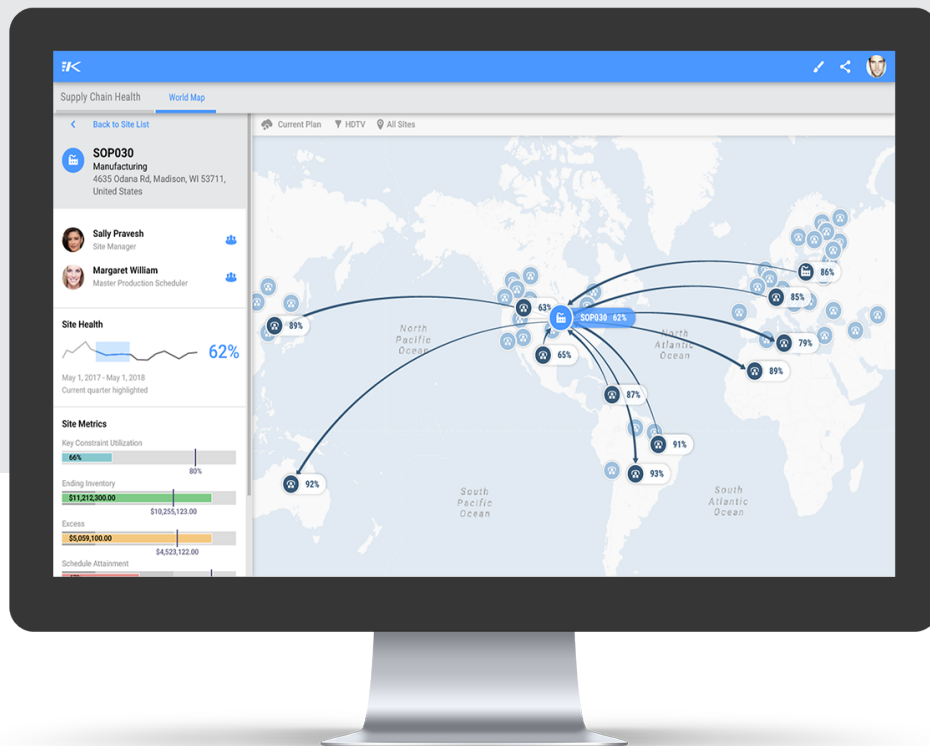 Supply Chain Health
World Map
Back to Site List
Current Plan
HDTV
All Sites
SOP030
Manufacturing
4635 Odana Rd, Madison, WI 53711,
United States
Sally Pravesh
Site Manager
Margaret William
Master Production Scheduler
Site Health
62%
May 1, 2017 - May 1, 2018
Current quarter highlighted
Site Metrics
Key Constraint Utilization
66%
80%
Ending Inventory
$11,212,300.00
$10,255,123.00
Excess
$5,059,100.00
$4,523,122.00
Schedule Attainment
86%
85%
63%
SOP030 62%
89%
North
Pacific
Ocean
North
Atlantic
Ocean
79%
65%
89%
87%
91%
93%
92%
South
Pacific
Ocean
South
Atlantic
Ocean